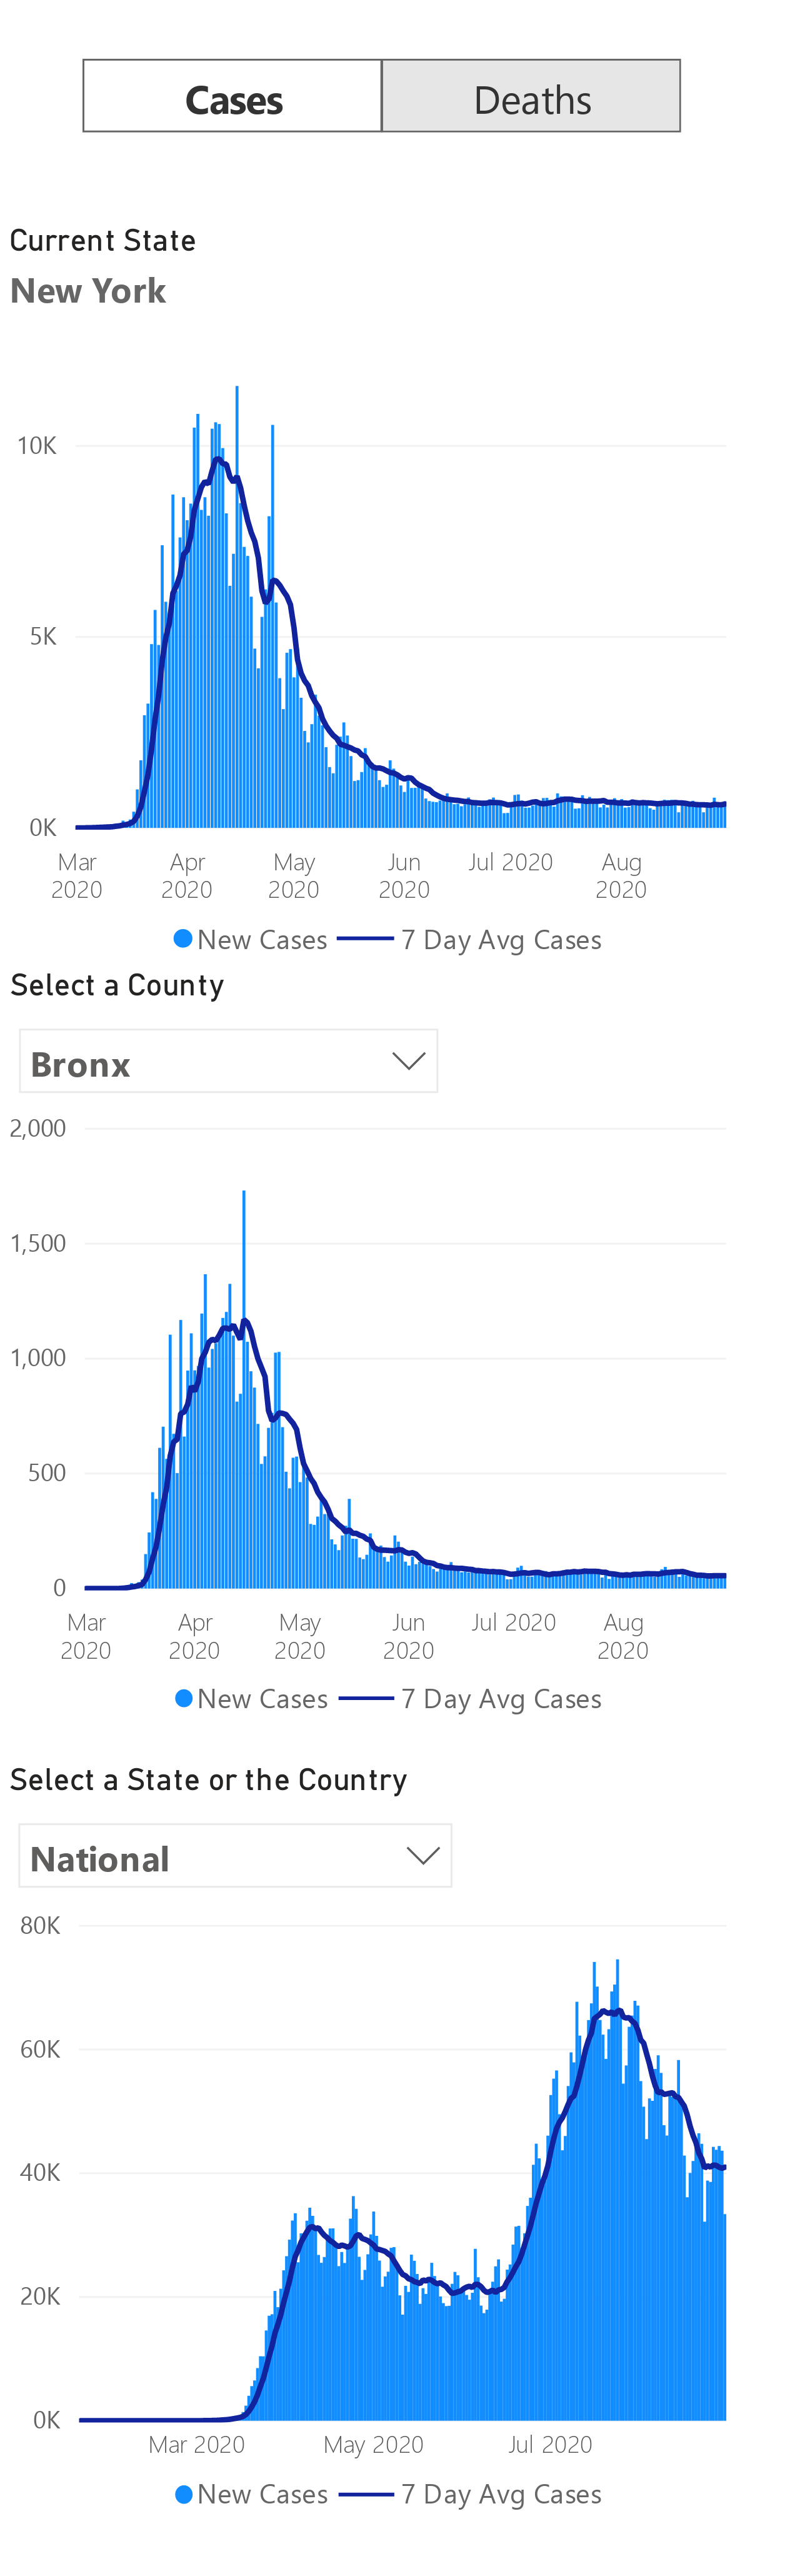 Cases Deaths
Current State
New York
10K
5K
0K
Mar Apr May Jun Jul 2020 Aug
2020 2020 2020 2020 2020
New Cases 7 Day Avg Cases
Select a County
Bronx
2,000
1,500
1,000
500
0
Mar Apr May Jun Jul 2020 Aug
2020 2020 2020 2020 2020
New Cases 7 Day Avg Cases
Select a State or the Country
National
80K
60K
40K
20K
0K
Mar 2020 May 2020 Jul 2020
New Cases 7 Day Avg Cases